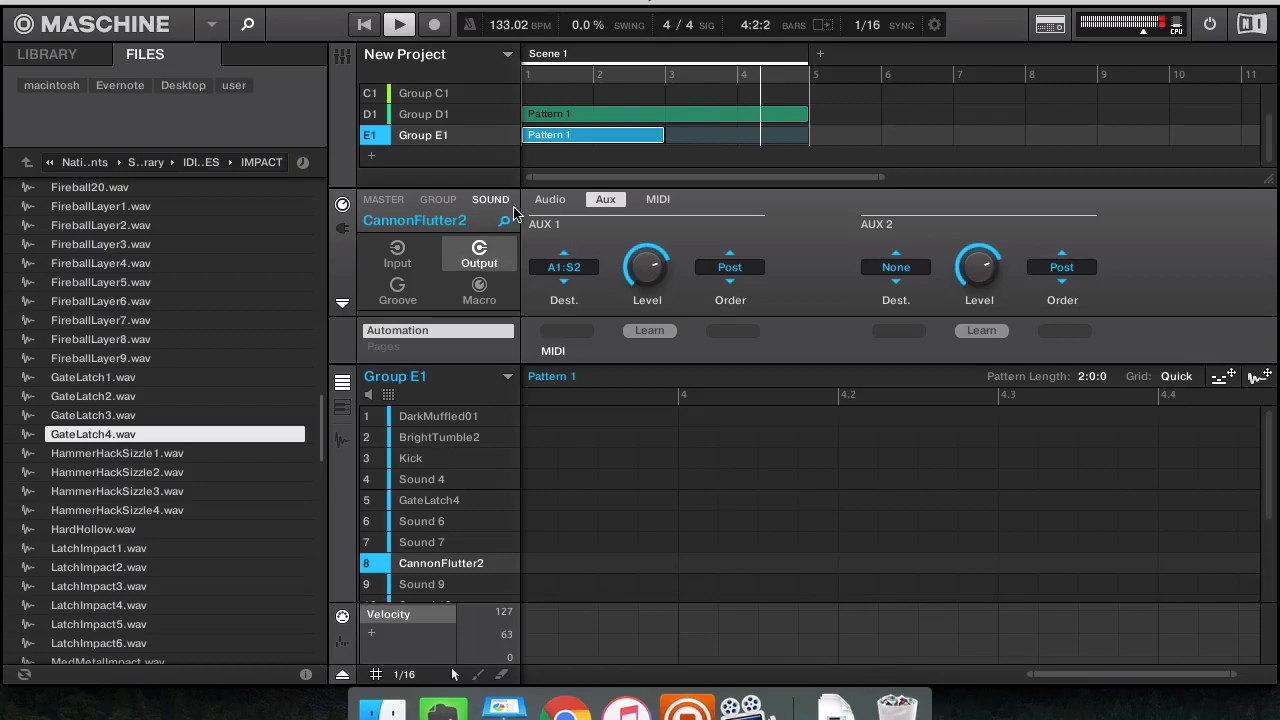 MASCHINE
133.02 BPM
0.0 % SWING
4 / 4 SIG
4:2:2 BARS
1/16 SYNC
CPU
LIBRARY
FILES
macintosh Evernote Desktop user
Nati..nts S..rary IDI..ES IMPACT
Fireball20.wav
FireballLayer1.wav
FireballLayer2.wav
FireballLayer3.wav
FireballLayer4.wav
FireballLayer5.wav
FireballLayer6.wav
FireballLayer7.wav
FireballLayer8.wav
FireballLayer9.wav
GateLatch1.wav
GateLatch2.wav
GateLatch3.wav
GateLatch4.wav
HammerHackSizzle1.wav
HammerHackSizzle2.wav
HammerHackSizzle3.wav
HammerHackSizzle4.wav
HardHollow.wav
LatchImpact1.wav
LatchImpact2.wav
LatchImpact3.wav
LatchImpact4.wav
LatchImpact5.wav
LatchImpact6.wav
MedMetalImpact.wav
New Project
Scene 1
+
1 2 3 4 5 6 7 8 9 10 11
C1 Group C1
D1 Group D1 Pattern 1
E1 Group E1 Pattern 1
+
MASTER GROUP SOUND
CannonFlutter2
Input Output
Groove Macro
Automation
Pages
Audio Aux MIDI
AUX 1 AUX 2
A1:S2 Post None Post
Dest. Level Order Dest. Level Order
Learn Learn
MIDI
Group E1
Pattern 1
Pattern Length: 2:0:0 Grid: Quick
4 4.2 4.3 4.4
1 DarkMuffled01
2 BrightTumble2
3 Kick
4 Sound 4
5 GateLatch4
6 Sound 6
7 Sound 7
8 CannonFlutter2
9 Sound 9
Velocity
+
127
63
0
1/16